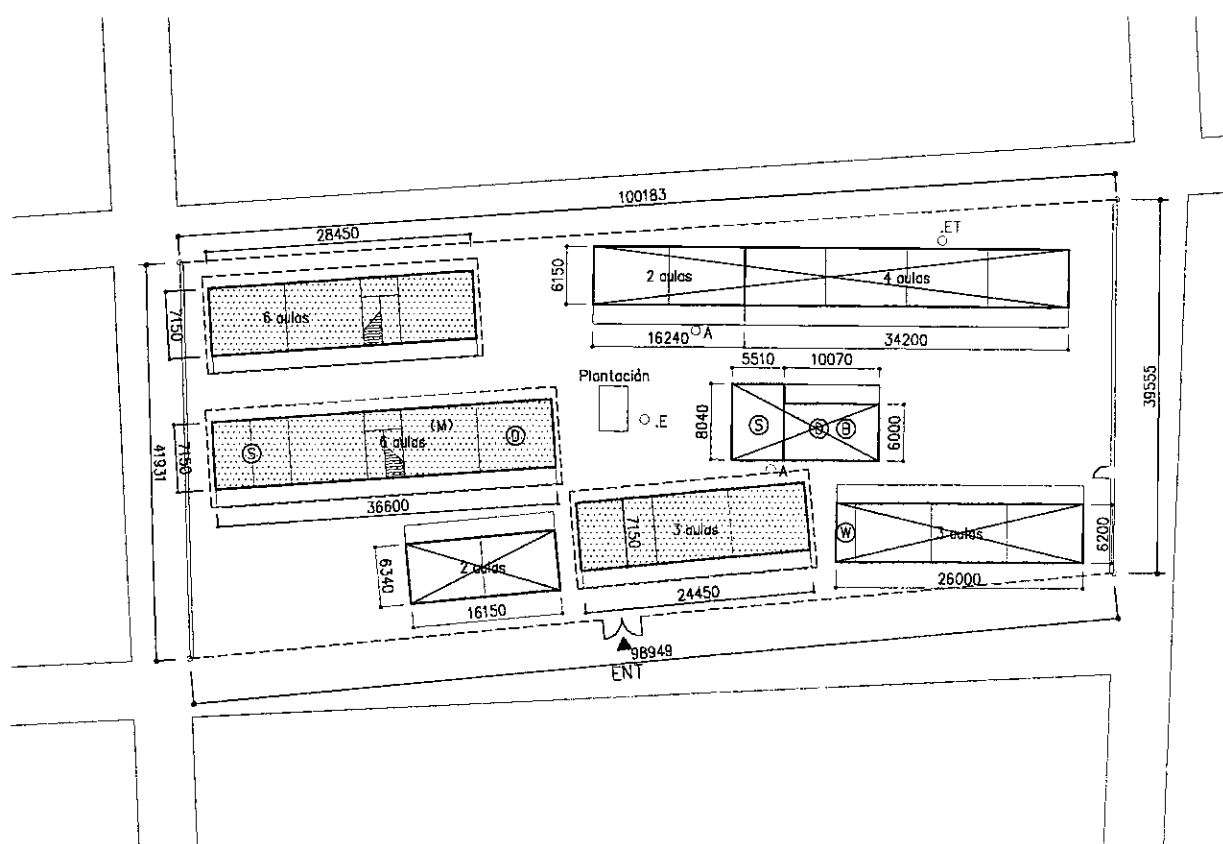 100183
28450
ET
6150
2 aulas
4 aulas
7150
6 aulas
A
16240
34200
5510
10070
Plantación
39555
E
8040
S
B
6000
(M)
S
6 aulas
D
7150
41931
A
36600
7150
3 aulas
W
3 aulas
6200
6340
2 aulas
26000
24450
16150
98949
ENT